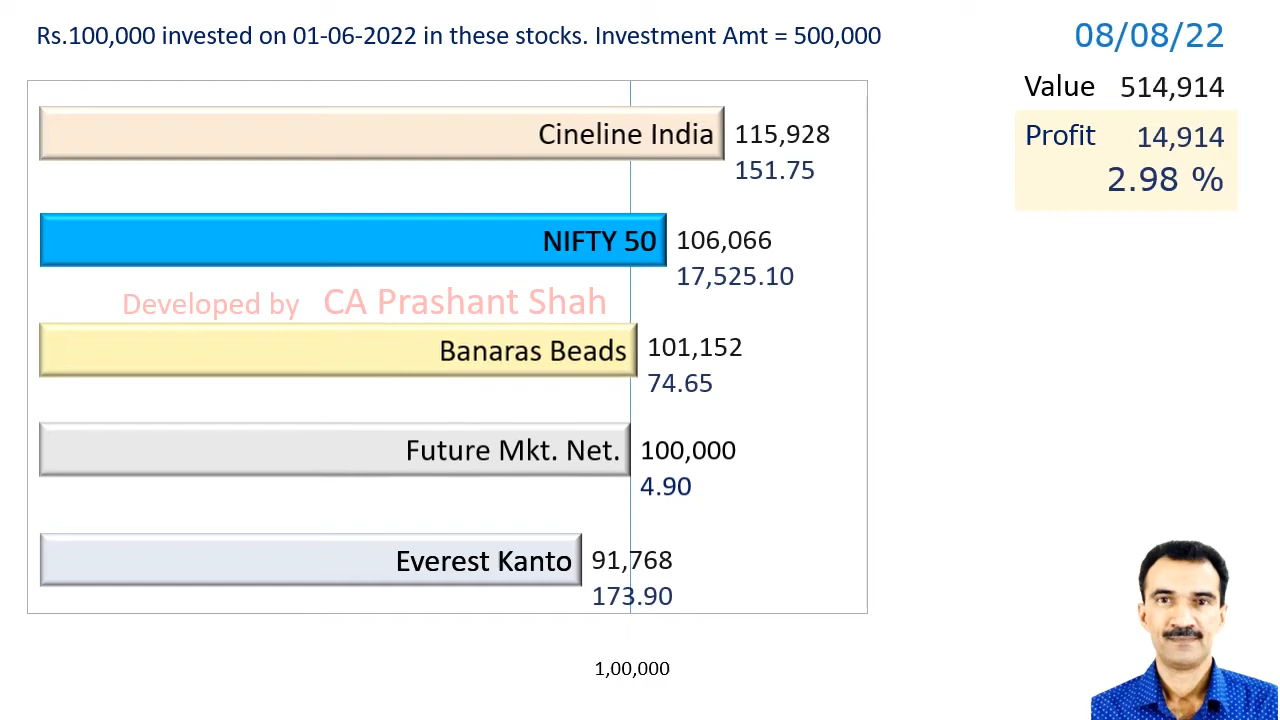 Rs.100,000 invested on 01-06-2022 in these stocks. Investment Amt = 500,000
08/08/22
Value 514,914
Profit 14,914
2.98 %
Cineline India 115,928
151.75
NIFTY 50 106,066
17,525.10
Developed by CA Prashant Shah
Banaras Beads 101,152
74.65
Future Mkt. Net. 100,000
4.90
Everest Kanto 91,768
173.90
1,00,000